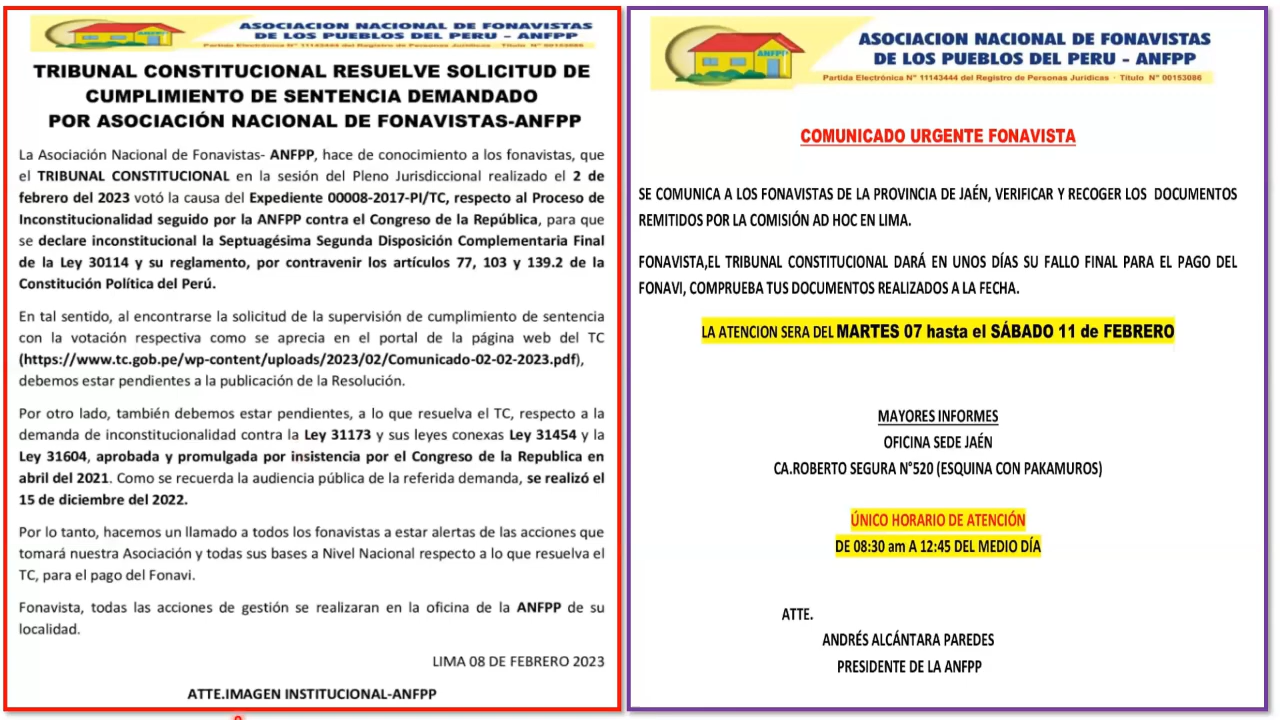 ASOCIACION NACIONAL DE FONAVISTAS
DE LOS PUEBLOS DEL PERU - ANFPP
Partida Electrónica N° 11143444 del Registro de Personas Jurídicas · Titulo N° 00153086
TRIBUNAL CONSTITUCIONAL RESUELVE SOLICITUD DE
CUMPLIMIENTO DE SENTENCIA DEMANDADO
POR ASOCIACIÓN NACIONAL DE FONAVISTAS-ANFPP
La Asociación Nacional de Fonavistas- ANFPP, hace de conocimiento a los fonavistas, que
el TRIBUNAL CONSTITUCIONAL en la sesión del Pleno Jurisdiccional realizado el 2 de
febrero del 2023 votó la causa del Expediente 00008-2017-PI/TC, respecto al Proceso de
Inconstitucionalidad seguido por la ANFPP contra el Congreso de la República, para que
se declare inconstitucional la Septuagésima Segunda Disposición Complementaria Final
de la Ley 30114 y su reglamento, por contravenir los artículos 77, 103 y 139.2 de la
Constitución Política del Perú.
En tal sentido, al encontrarse la solicitud de la supervisión de cumplimiento de sentencia
con la votación respectiva como se aprecia en el portal de la página web del TC
(https://www.tc.gob.pe/wp-content/uploads/2023/02/Comunicado-02-02-2023.pdf),
debemos estar pendientes a la publicación de la Resolución.
Por otro lado, también debemos estar pendientes, a lo que resuelva el TC, respecto a la
demanda de inconstitucionalidad contra la Ley 31173 y sus leyes conexas Ley 31454 y la
Ley 31604, aprobada y promulgada por insistencia por el Congreso de la Republica en
abril del 2021. Como se recuerda la audiencia pública de la referida demanda, se realizó el
15 de diciembre del 2022.
Por lo tanto, hacemos un llamado a todos los fonavistas a estar alertas de las acciones que
tomará nuestra Asociación y todas sus bases a Nivel Nacional respecto a lo que resuelva el
TC, para el pago del Fonavi.
Fonavista, todas las acciones de gestión se realizaran en la oficina de la ANFPP de su
localidad.
LIMA 08 DE FEBRERO 2023
ATTE.IMAGEN INSTITUCIONAL-ANFPP
ANFPP
ASOCIACION NACIONAL DE FONAVISTAS
DE LOS PUEBLOS DEL PERU - ANFPP
Partida Electrónica N° 11143444 del Registro de Personas Jurídicas · Titulo N° 00153086
COMUNICADO URGENTE FONAVISTA
SE COMUNICA A LOS FONAVISTAS DE LA PROVINCIA DE JAÉN, VERIFICAR Y RECOGER LOS DOCUMENTOS
REMITIDOS POR LA COMISIÓN AD HOC EN LIMA.
FONAVISTA,EL TRIBUNAL CONSTITUCIONAL DARÁ EN UNOS DÍAS SU FALLO FINAL PARA EL PAGO DEL
FONAVI, COMPRUEBA TUS DOCUMENTOS REALIZADOS A LA FECHA.
LA ATENCION SERA DEL MARTES 07 hasta el SÁBADO 11 de FEBRERO
MAYORES INFORMES
OFICINA SEDE JAÉN
CA.ROBERTO SEGURA N°520 (ESQUINA CON PAKAMUROS)
ÚNICO HORARIO DE ATENCIÓN
DE 08:30 am A 12:45 DEL MEDIO DÍA
ATTE.
ANDRÉS ALCÁNTARA PAREDES
PRESIDENTE DE LA ANFPP